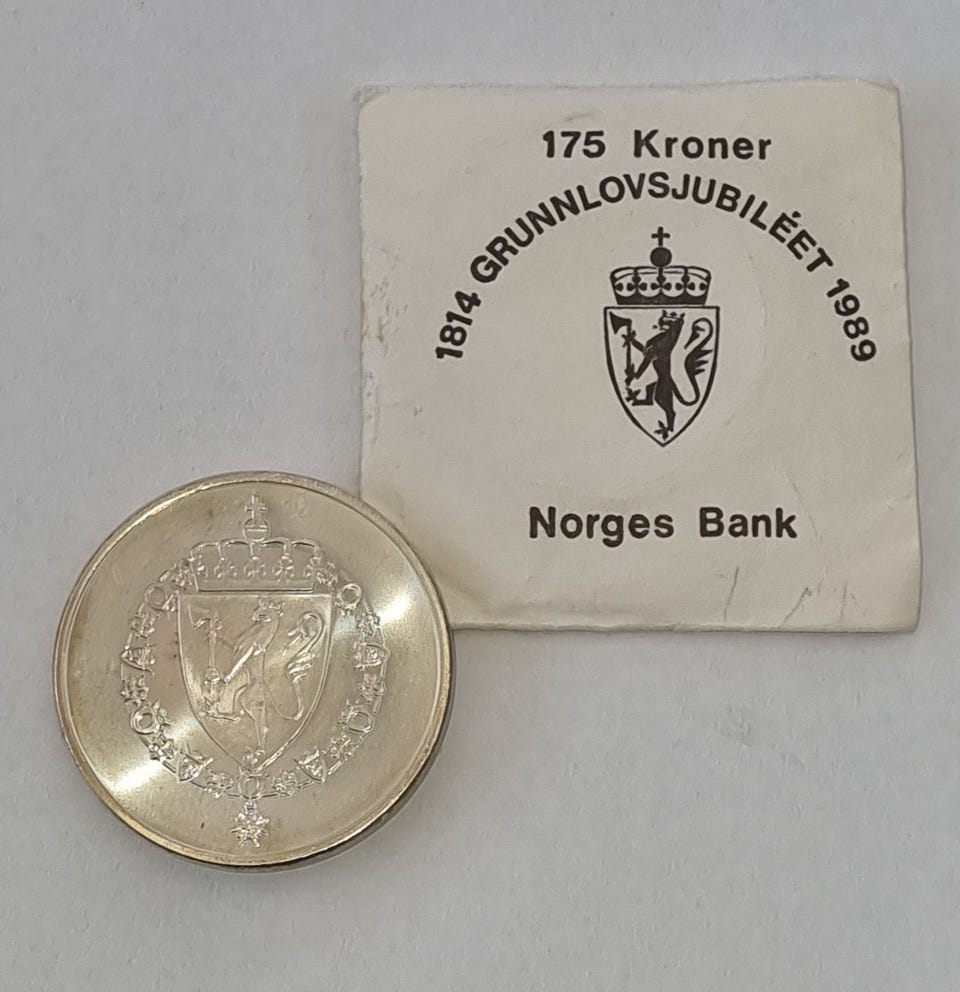 175 Kroner
1814 GRUNNLOVSJUBILÉET 1989
Norges Bank